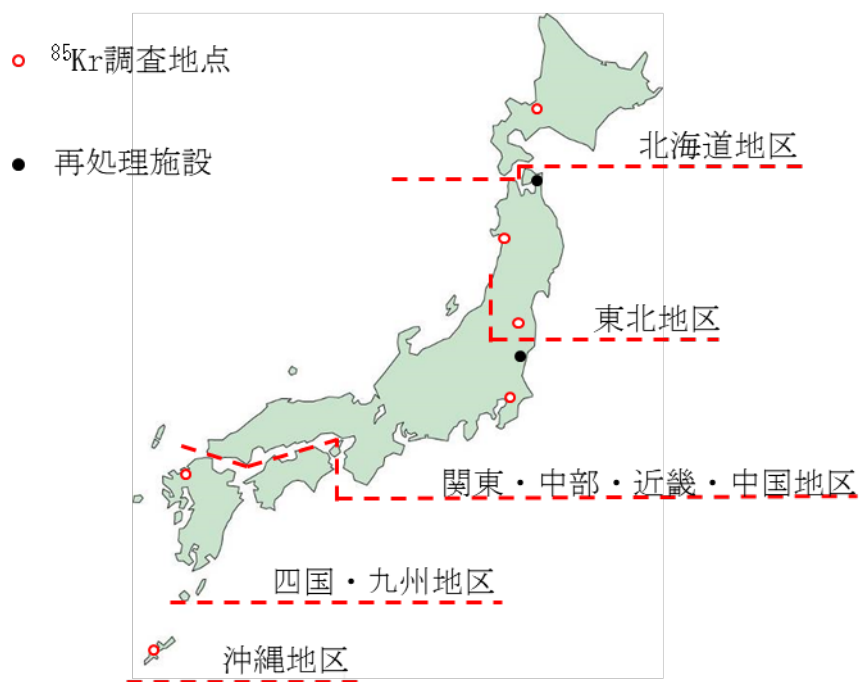 ⁸⁵Kr調査地点
再処理施設
北海道地区
東北地区
関東・中部・近畿・中国地区
四国・九州地区
沖縄地区